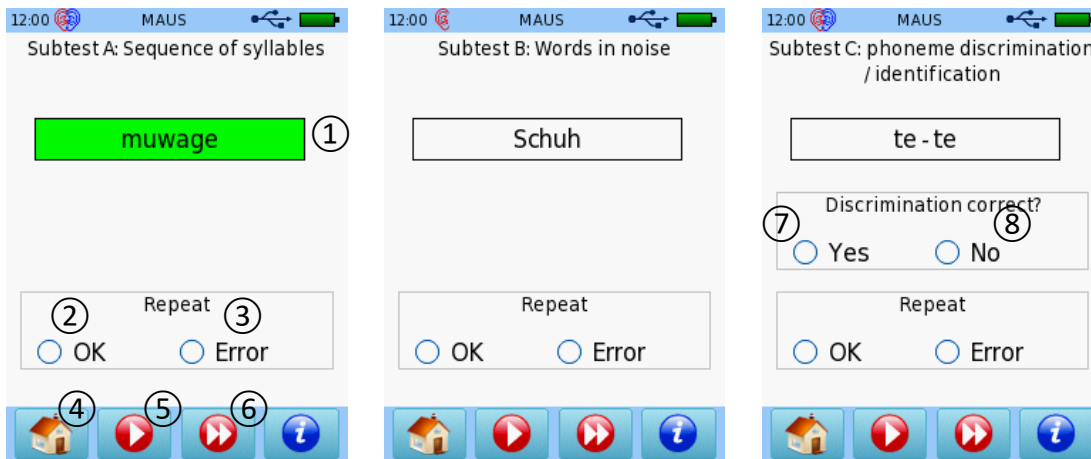 12:00 MAUS
Subtest A: Sequence of syllables
muwage
①
Repeat
② ③
OK Error
④ ⑤ ⑥
12:00 MAUS
Subtest B: Words in noise
Schuh
Repeat
OK Error
12:00 MAUS
Subtest C: phoneme discrimination
/ identification
te - te
Discrimination correct?
⑦ ⑧
Yes No
Repeat
OK Error